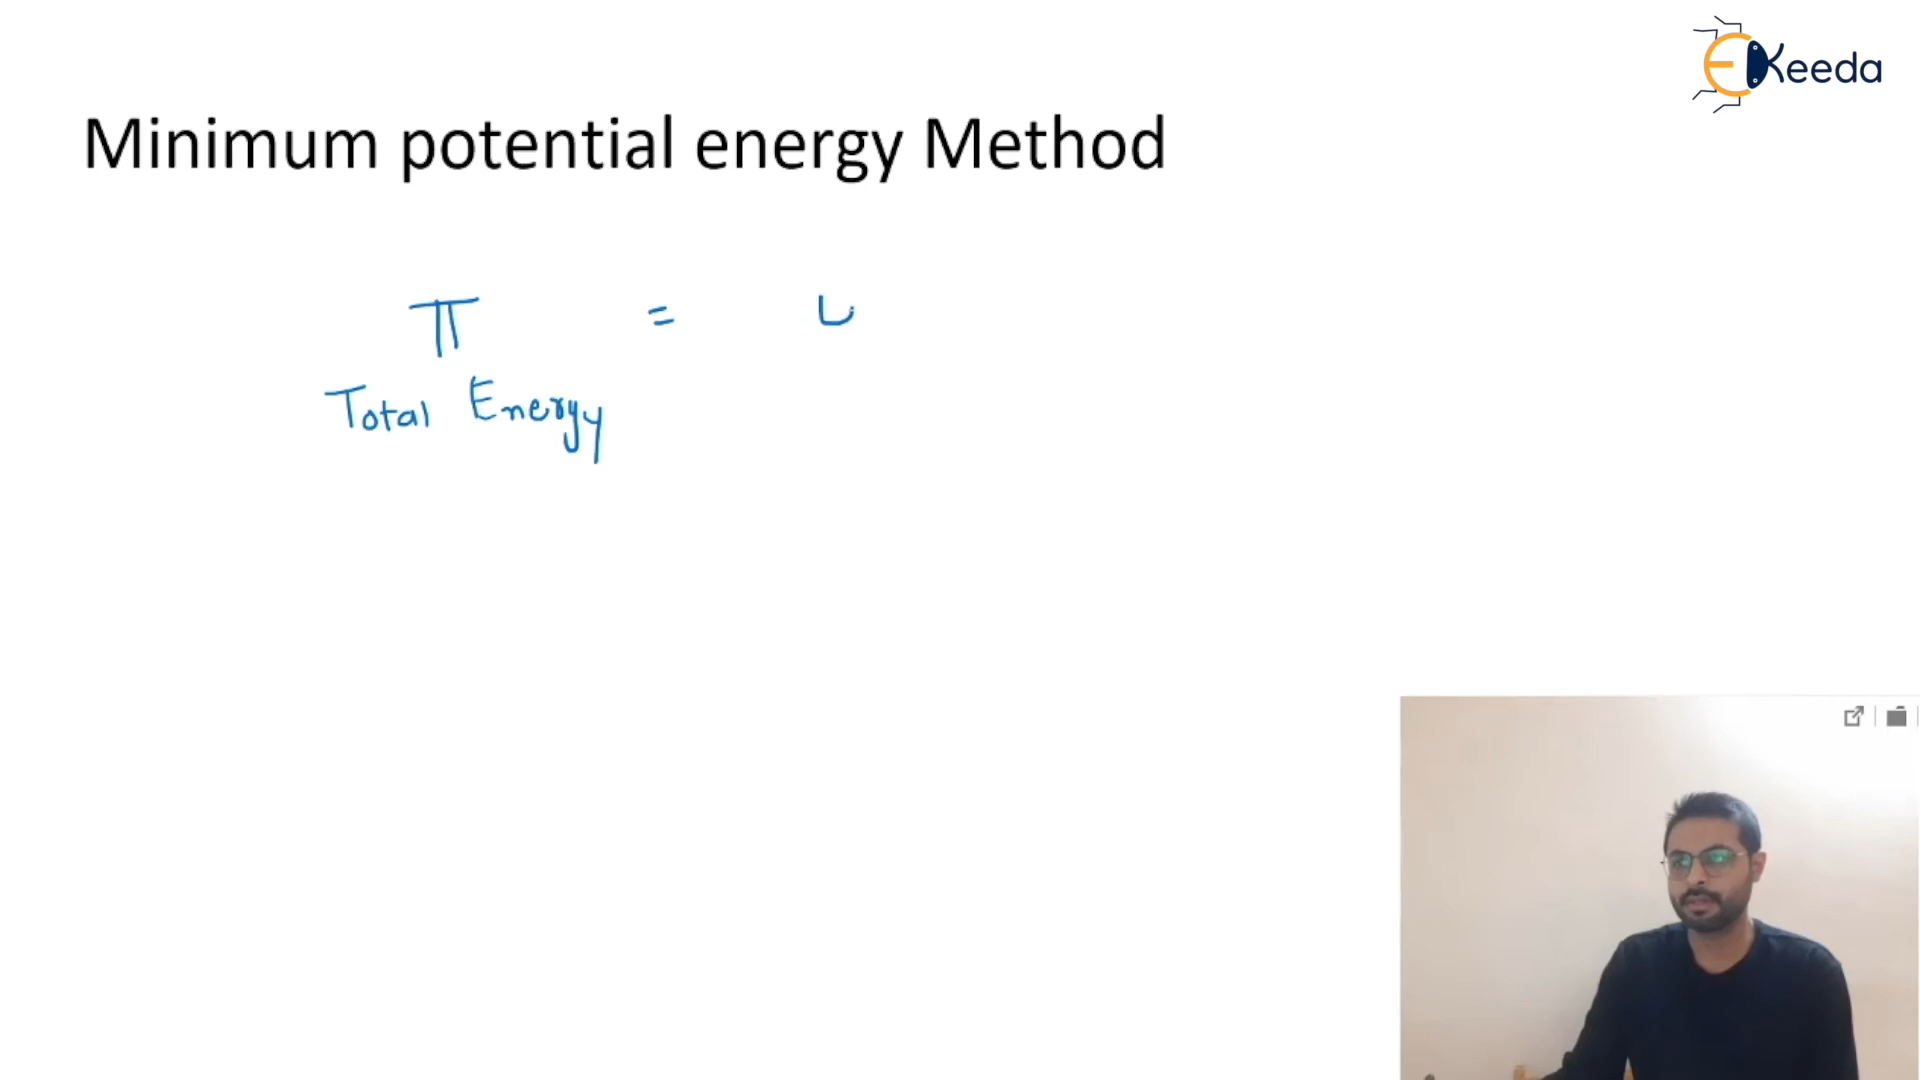 EKeeda
Minimum potential energy Method
π = U
Total Energy